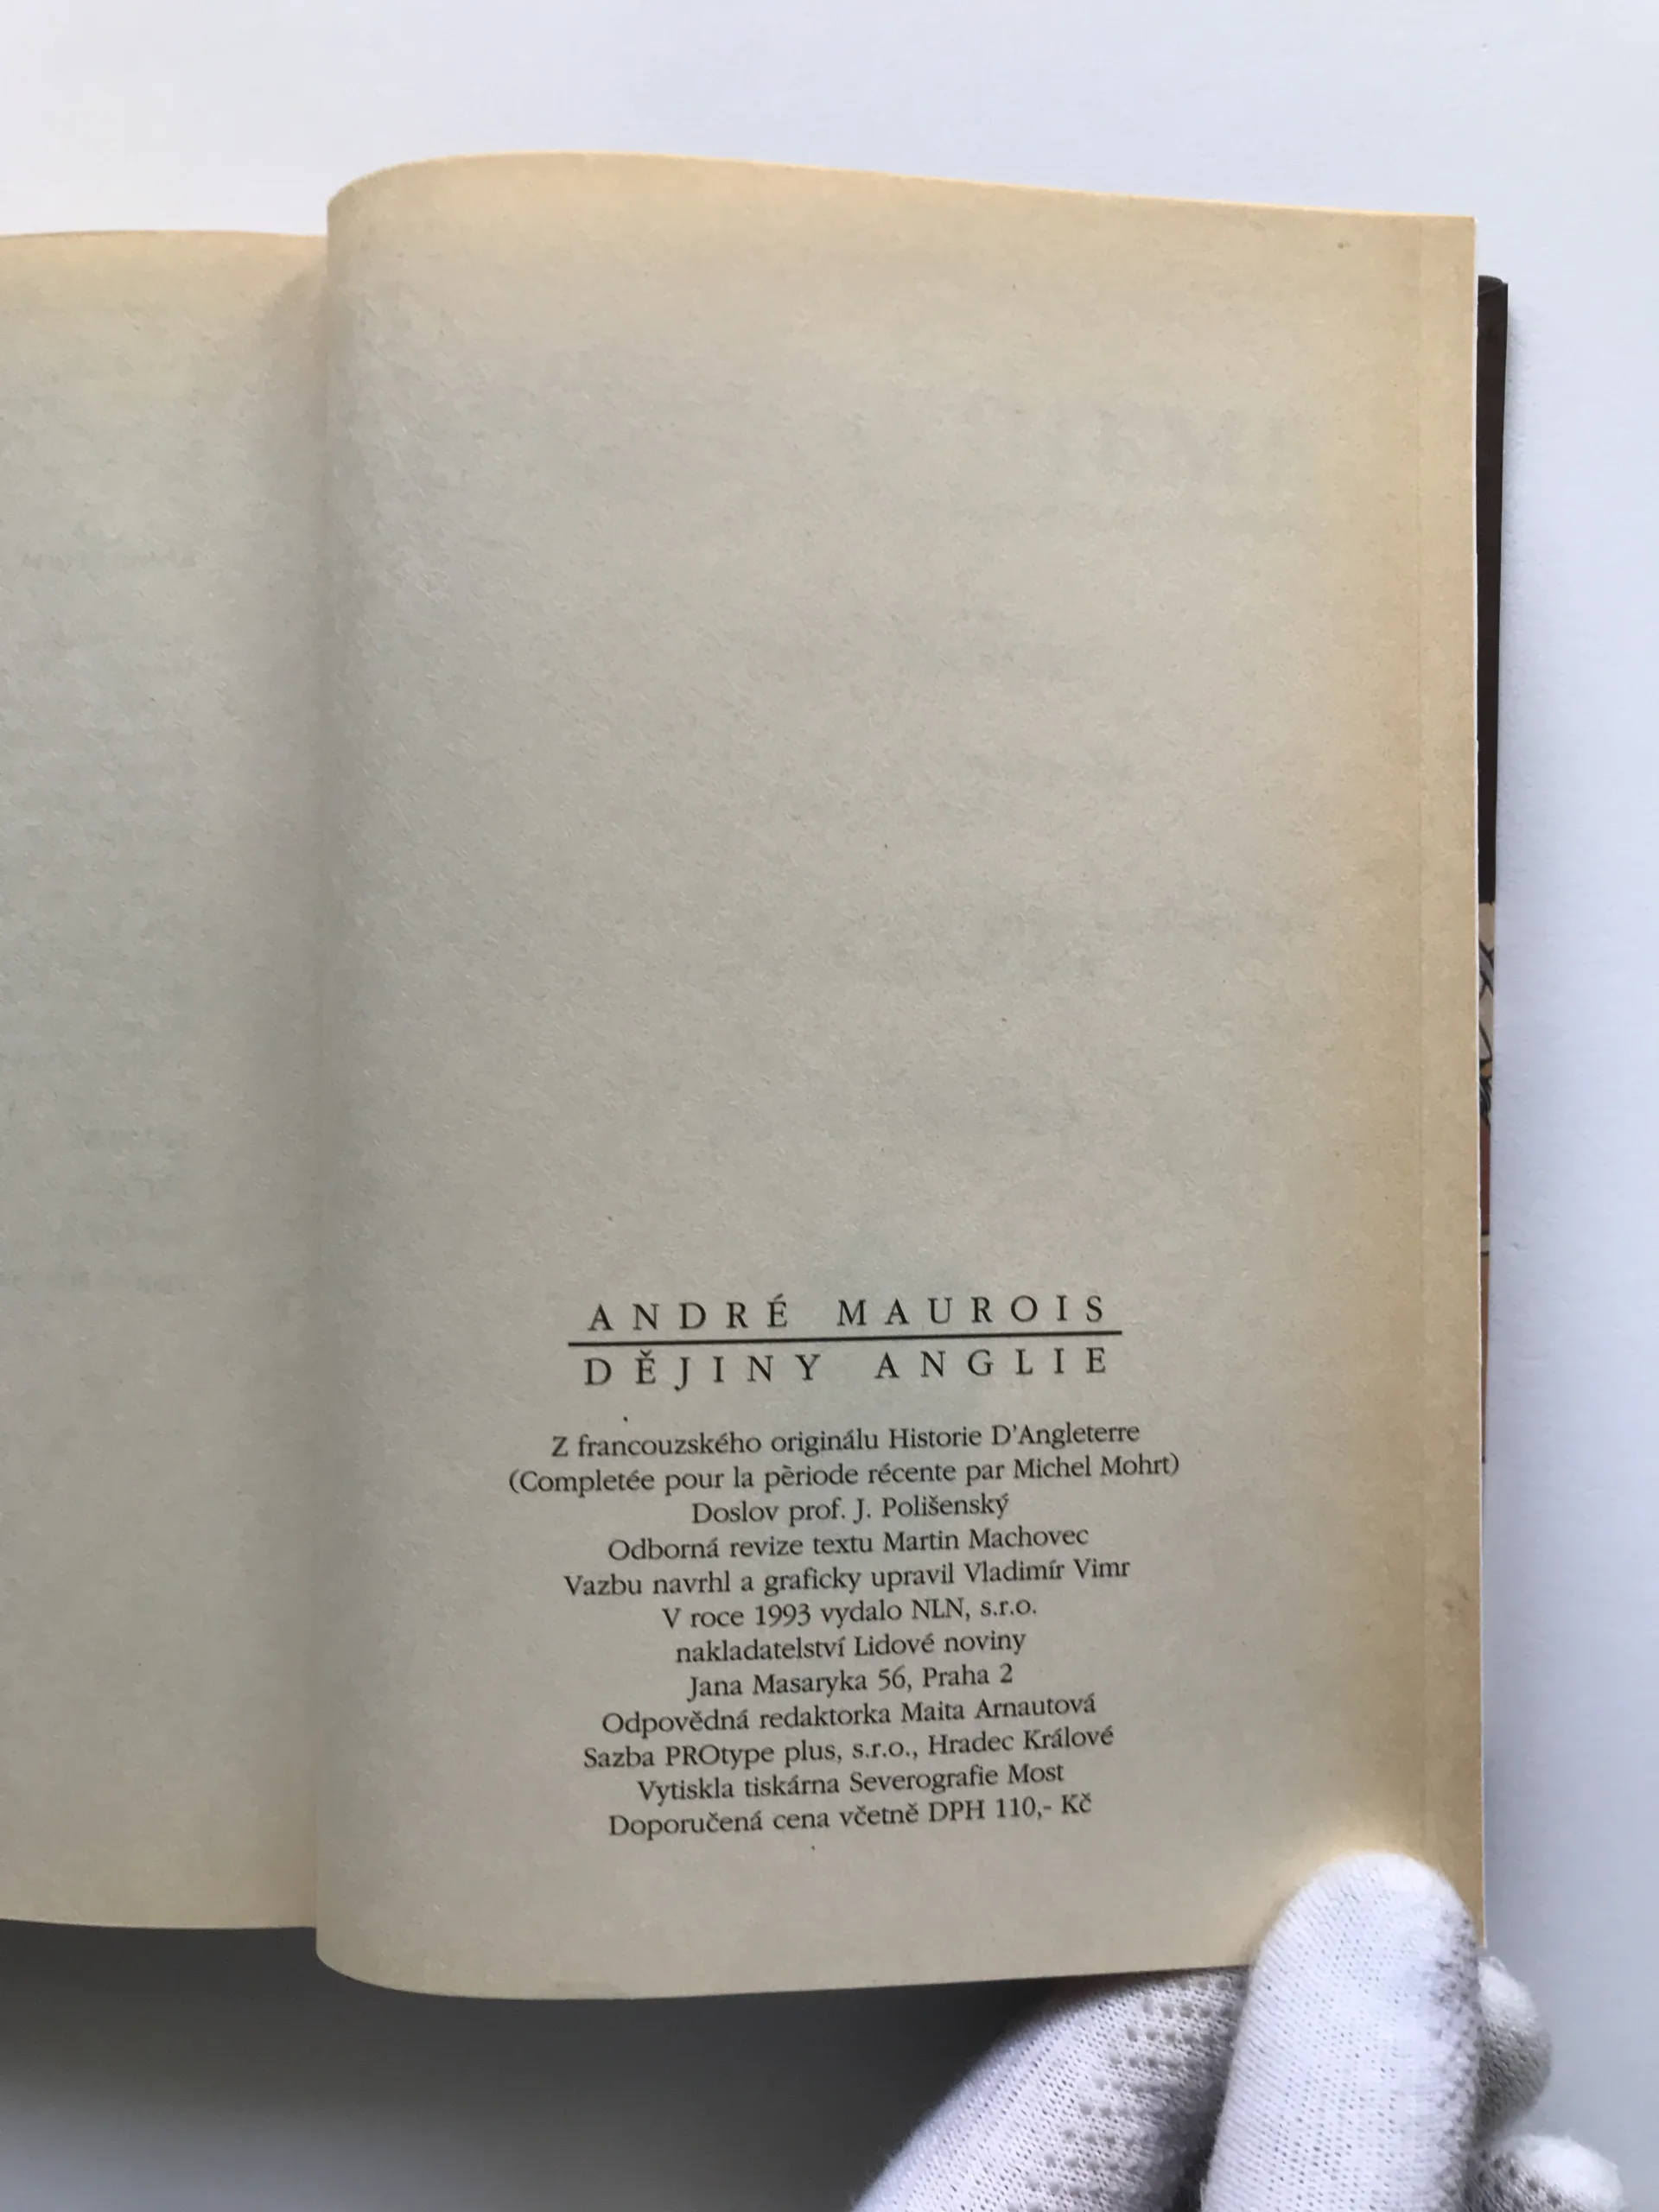 ANDRÉ MAUROIS
DĚJINY ANGLIE
Z francouzského originálu Historie D'Angleterre
(Completée pour la pèriode récente par Michel Mohrt)
Doslov prof. J. Polišenský
Odborná revize textu Martin Machovec
Vazbu navrhl a graficky upravil Vladimír Vimr
V roce 1993 vydalo NLN, s.r.o.
nakladatelství Lidové noviny
Jana Masaryka 56, Praha 2
Odpovědná redaktorka Maita Arnautová
Sazba PROtype plus, s.r.o., Hradec Králové
Vytiskla tiskárna Severografie Most
Doporučená cena včetně DPH 110,- Kč